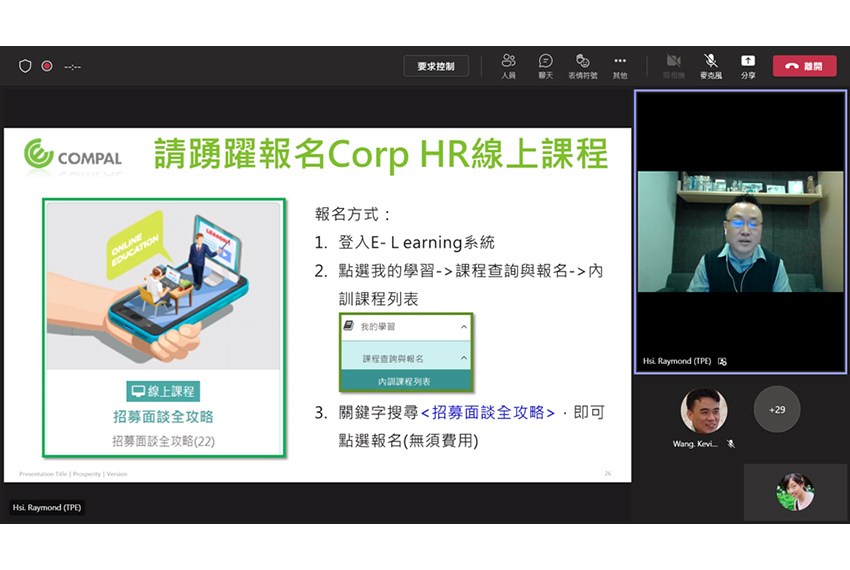 --:--
要求控制
人員
聊天
表情符號
其他
照相機
麥克風
分享
離開
COMPAL
請踴躍報名Corp HR線上課程
ONLINE
EDUCATION
LEARNING
線上課程
招募面談全攻略
招募面談全攻略(22)
報名方式：
1. 登入E- L earning系統
2. 點選我的學習->課程查詢與報名->內
訓課程列表
我的學習
課程查詢與報名
內訓課程列表
3. 關鍵字搜尋<招募面談全攻略>，即可
點選報名(無須費用)
Presentation Title | Prosperity | Version
26
Hsi. Raymond (TPE)
Hsi. Raymond (TPE)
Wang. Kevi...
+29